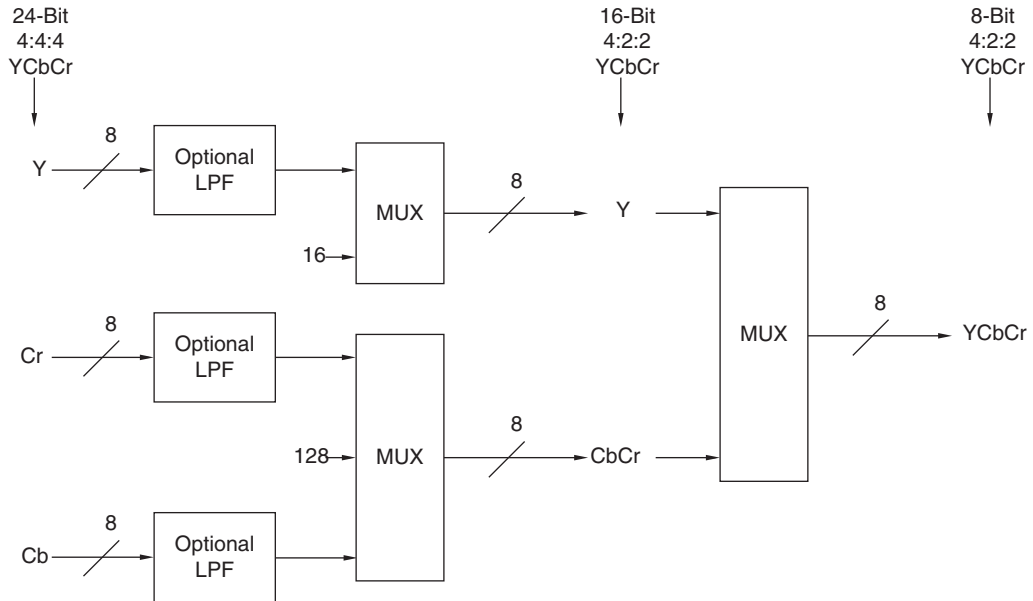 24-Bit
4:4:4
YCbCr
16-Bit
4:2:2
YCbCr
8-Bit
4:2:2
YCbCr
Y
8
Optional
LPF
16
MUX
8
Y
Cr
8
Optional
LPF
128
MUX
8
CbCr
Cb
8
Optional
LPF
MUX
8
YCbCr